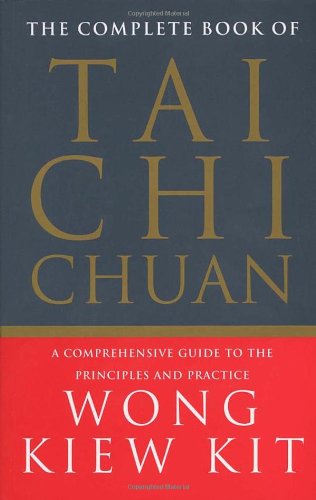 THE COMPLETE BOOK OF
TAI
CHI
CHUAN
A COMPREHENSIVE GUIDE TO THE
PRINCIPLES AND PRACTICE
WONG
KIEW KIT